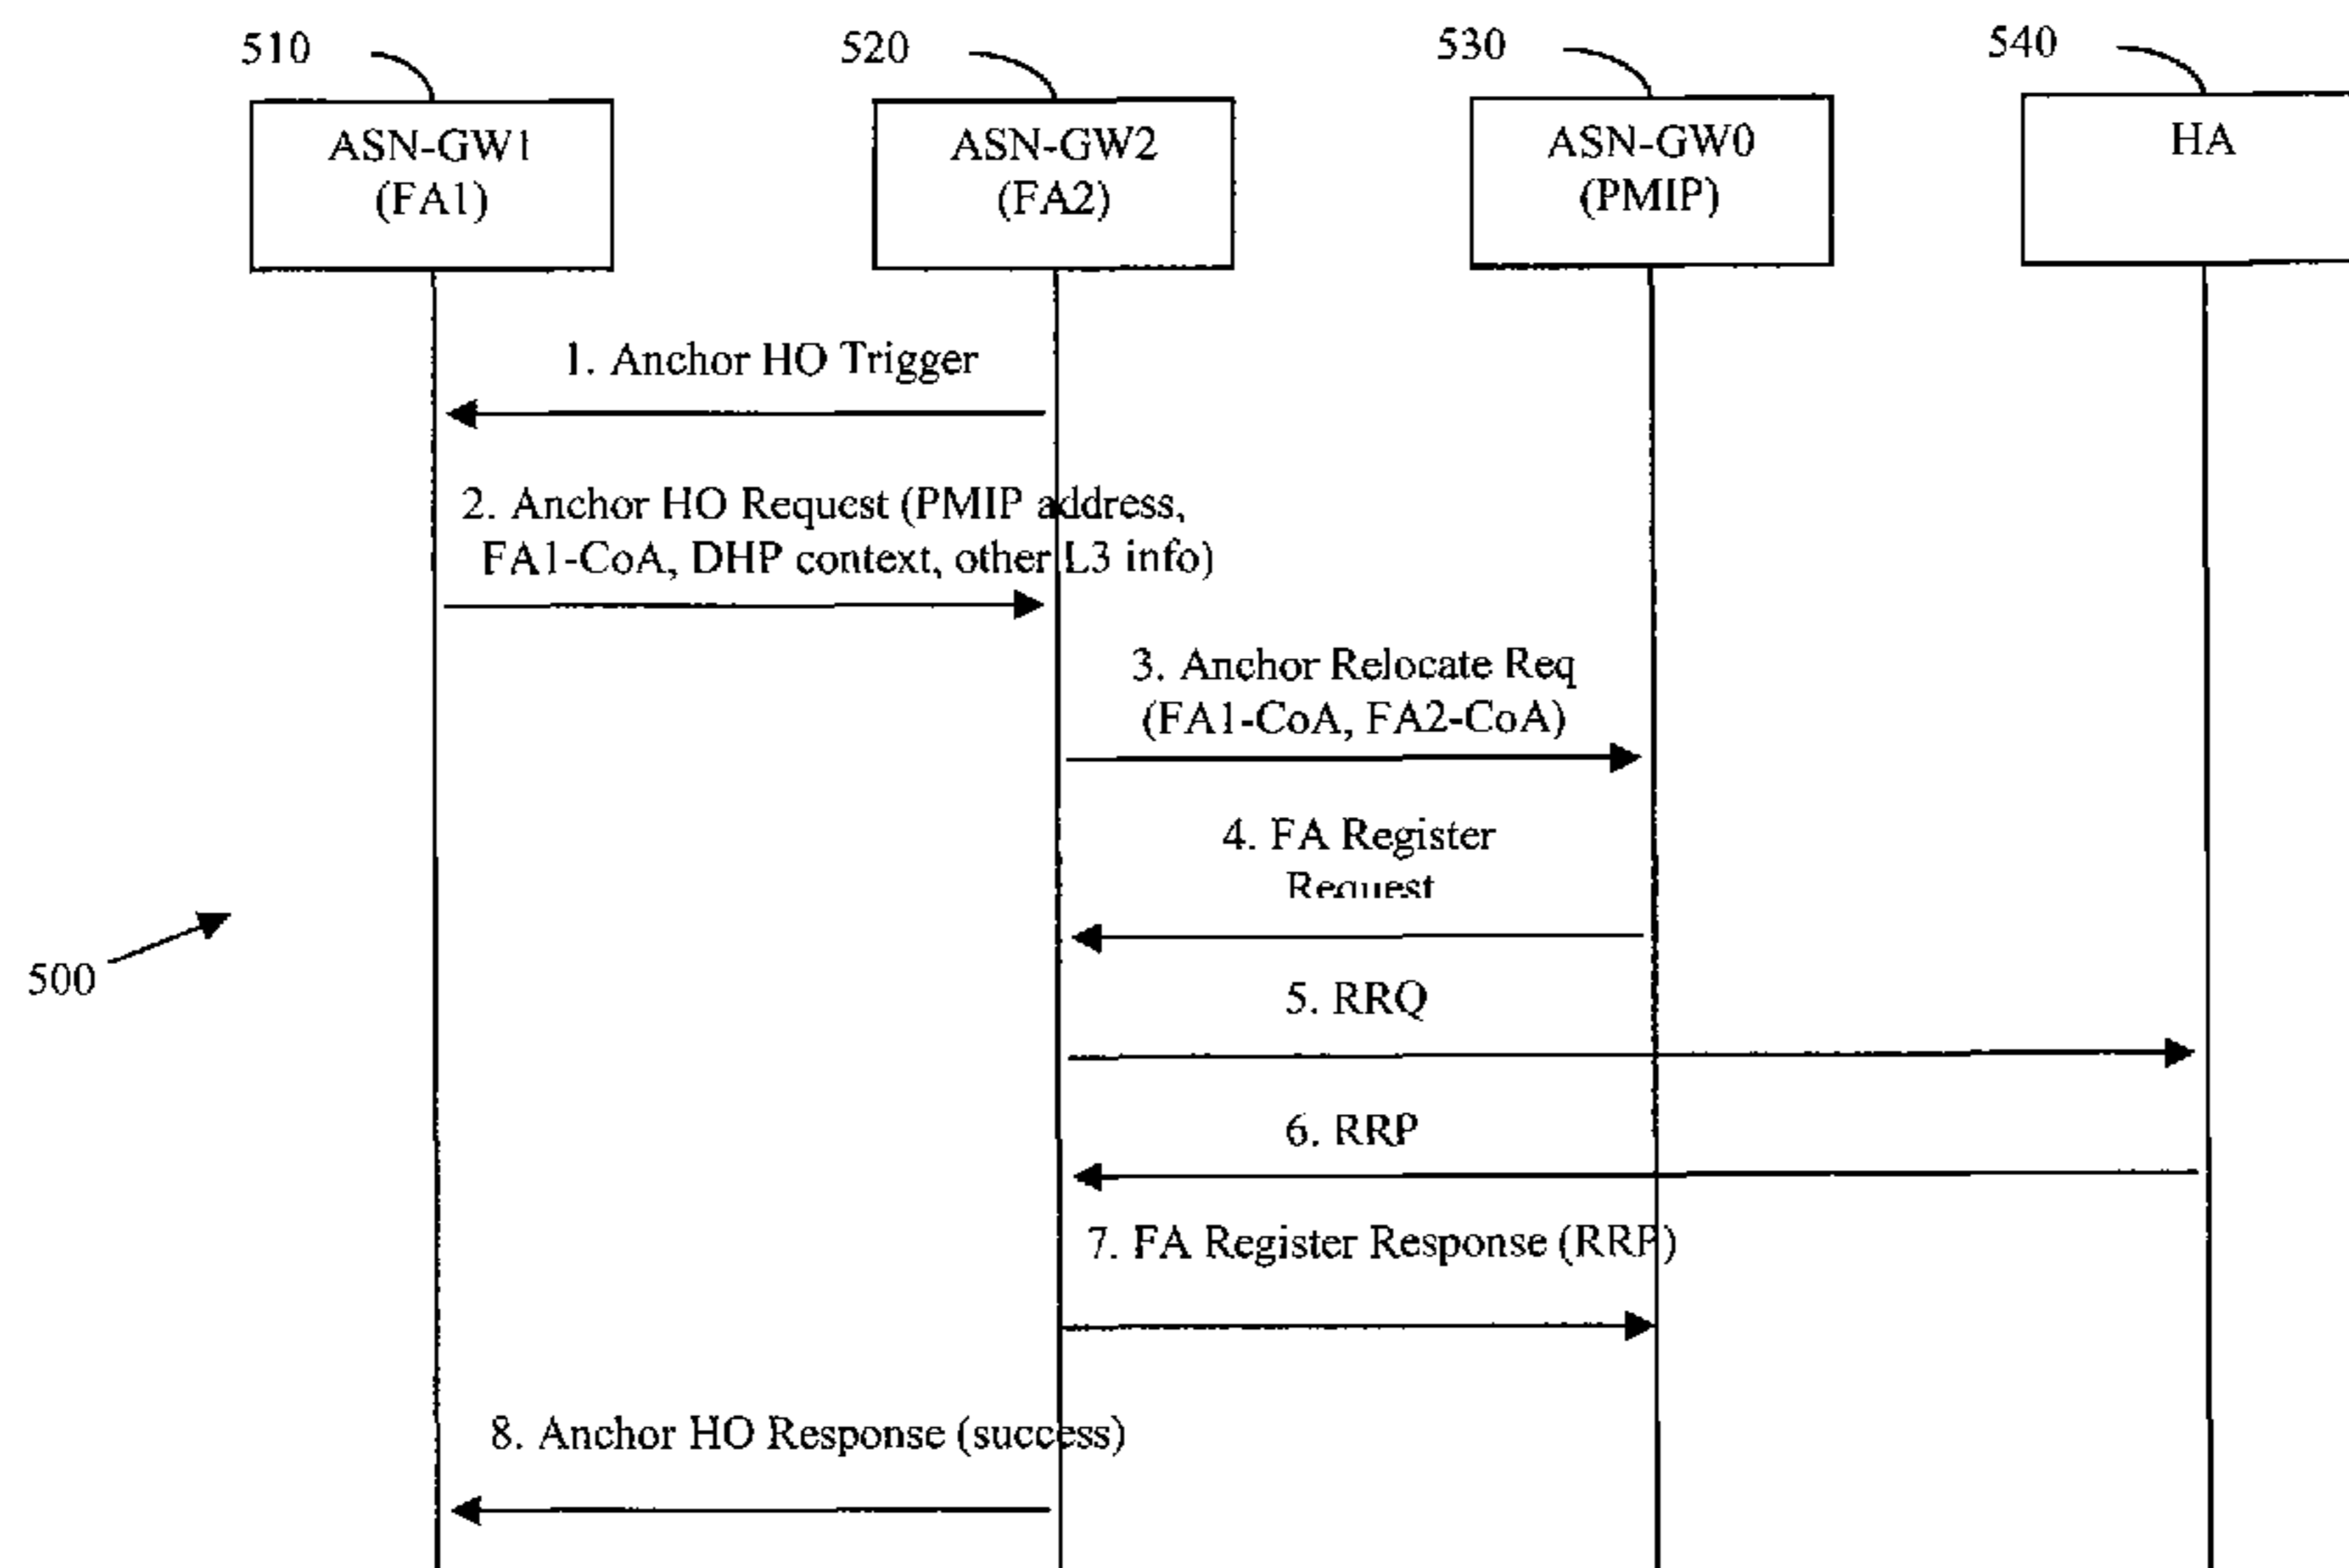 510
520
530
540
ASN-GW1
(FA1)
ASN-GW2
(FA2)
ASN-GW0
(PMIP)
HA
1. Anchor HO Trigger
2. Anchor HO Request (PMIP address,
FA1-CoA, DHP context, other L3 info)
3. Anchor Relocate Req
(FA1-CoA, FA2-CoA)
4. FA Register
Request
500
5. RRQ
6. RRP
7. FA Register Response (RRP)
8. Anchor HO Response (success)